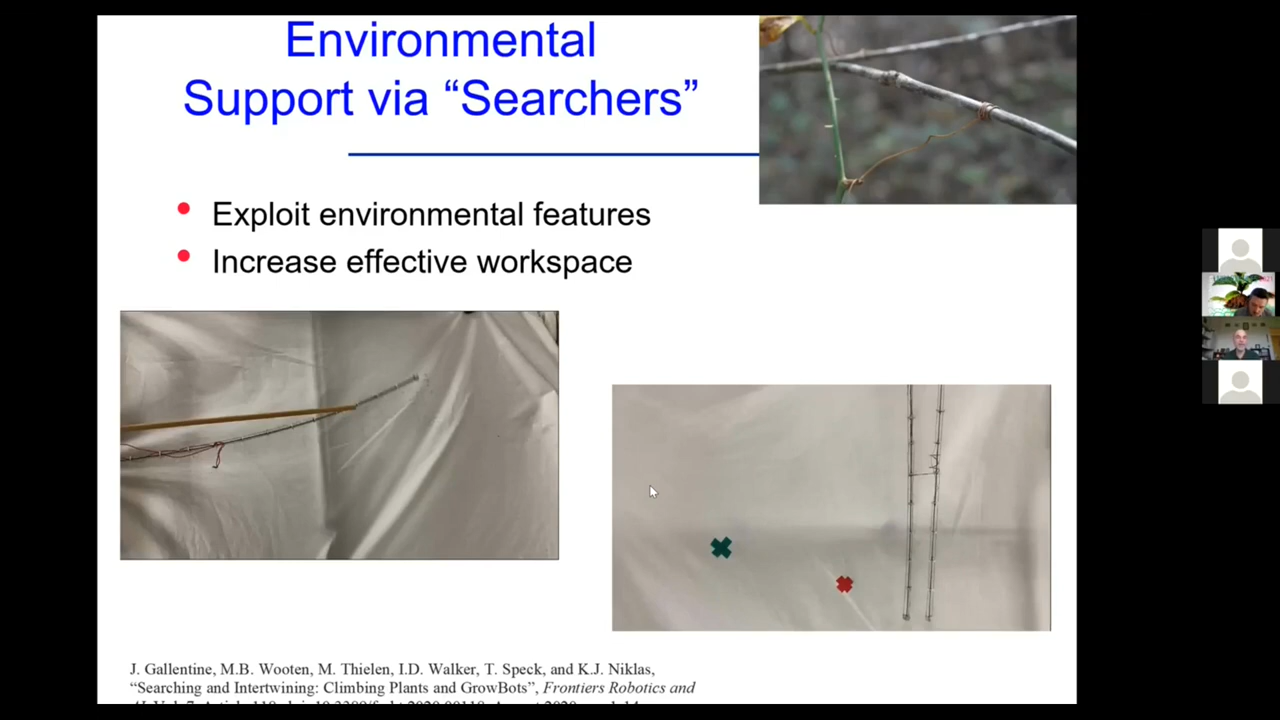 Environmental
Support via “Searchers”
• Exploit environmental features
• Increase effective workspace
J. Gallentine, M.B. Wooten, M. Thielen, I.D. Walker, T. Speck, and K.J. Niklas,
“Searching and Intertwining: Climbing Plants and GrowBots”, Frontiers Robotics and